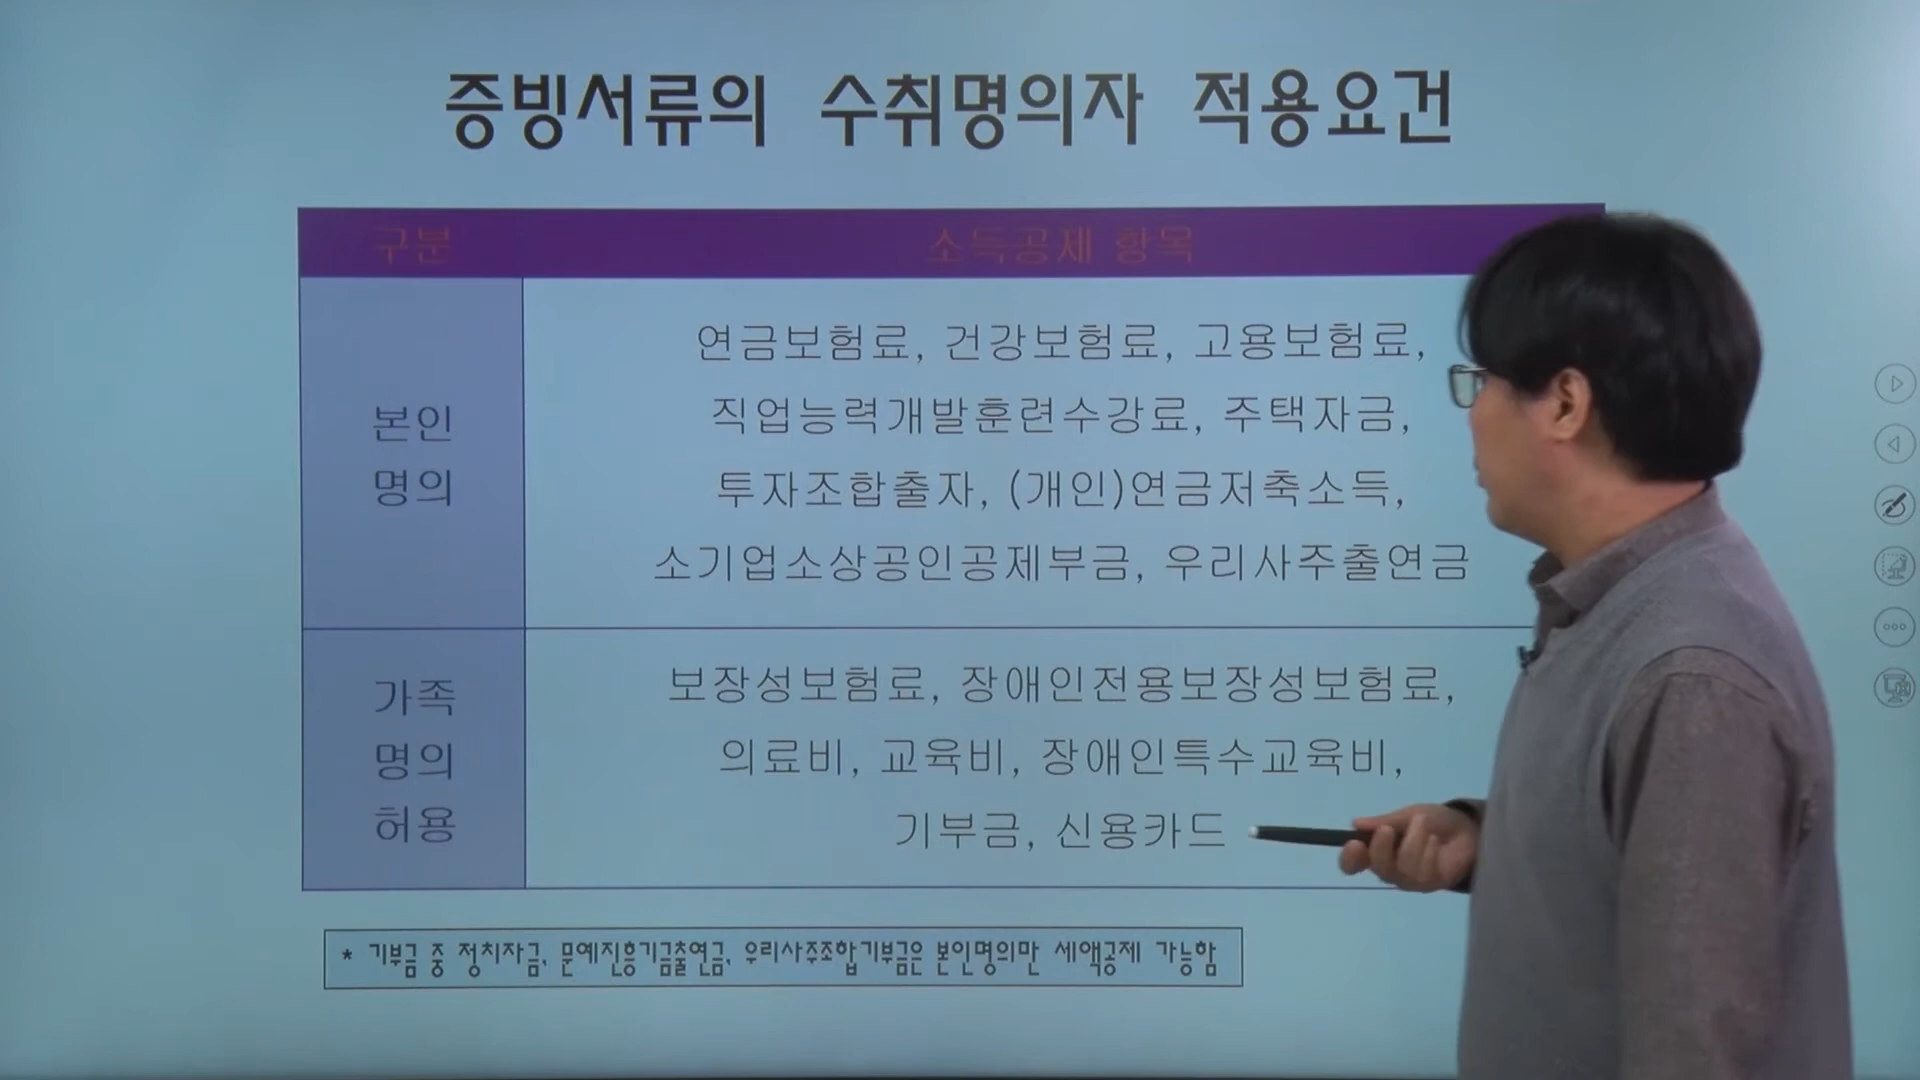 증빙서류의 수취명의자 적용요건
구분
소득공제 항목
본인
명의
연금보험료, 건강보험료, 고용보험료,
직업능력개발훈련수강료, 주택자금,
투자조합출자, (개인)연금저축소득,
소기업소상공인공제부금, 우리사주출연금
가족
명의
허용
보장성보험료, 장애인전용보장성보험료,
의료비, 교육비, 장애인특수교육비,
기부금, 신용카드
* 기부금 중 정치자금, 문예진흥기금출연금, 우리사주조합기부금은 본인명의만 세액공제 가능함